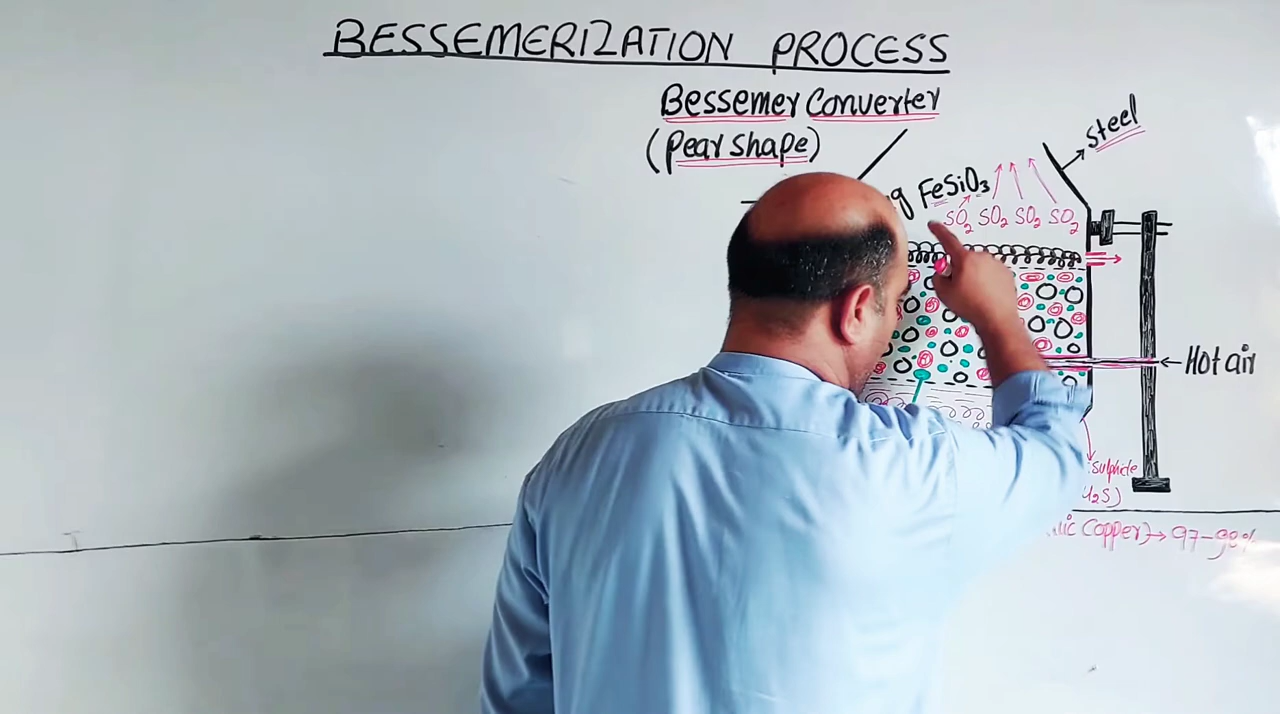 BESSEMERIZATION PROCESS
Bessemer Converter
(Pear shape)
Steel
FeSiO₃
SO₂ SO₂ SO₂ SO₂
Hot air
sulphide
Copper) → 97-98%